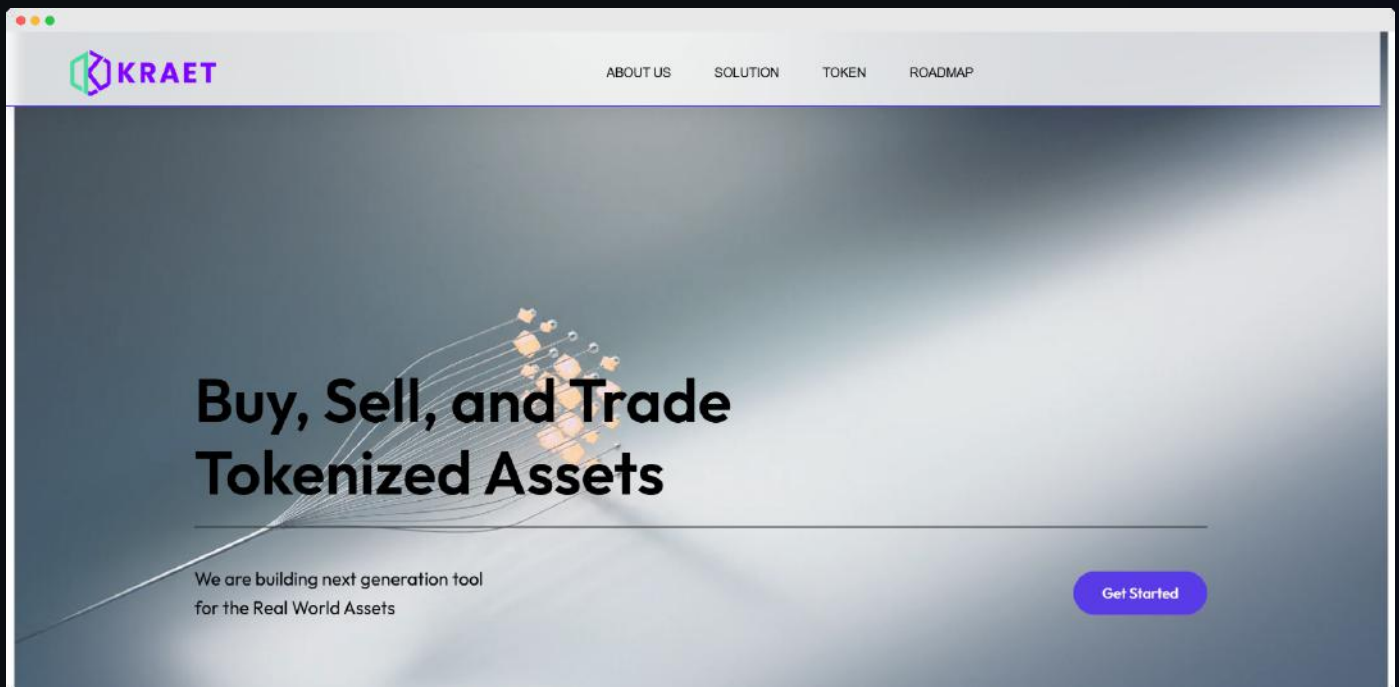 KRAET
ABOUT US SOLUTION TOKEN ROADMAP
Buy, Sell, and Trade
Tokenized Assets
We are building next generation tool
for the Real World Assets
Get Started